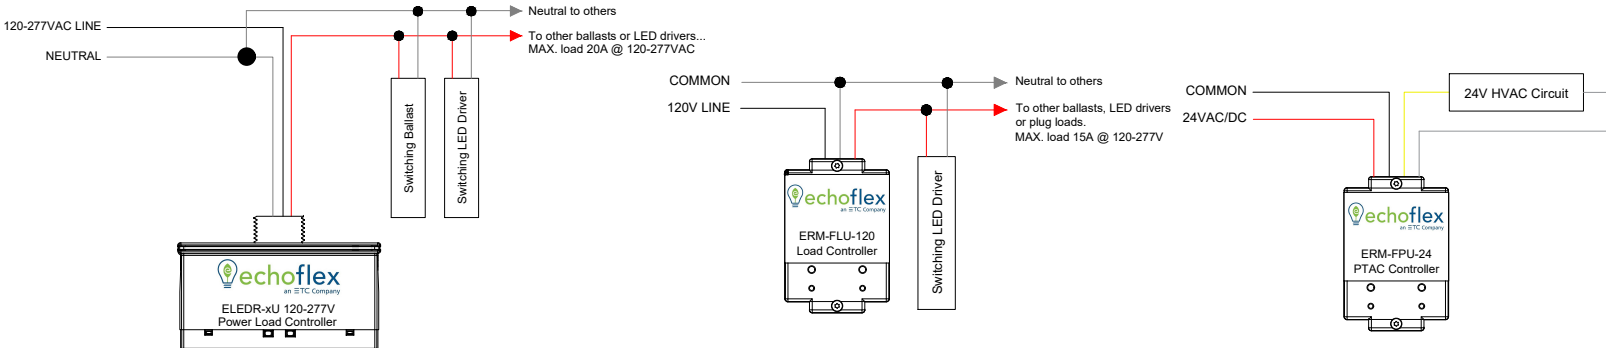 120-277VAC LINE
NEUTRAL
Neutral to others
To other ballasts or LED drivers...
MAX. load 20A @ 120-277VAC
Switching Ballast
Switching LED Driver
echoflex
an ETC Company
ELEDR-xU 120-277V
Power Load Controller
COMMON
120V LINE
Neutral to others
To other ballasts, LED drivers
or plug loads.
MAX. load 15A @ 120-277V
Switching LED Driver
echoflex
an ETC Company
ERM-FLU-120
Load Controller
COMMON
24VAC/DC
24V HVAC Circuit
echoflex
an ETC Company
ERM-FPU-24
PTAC Controller